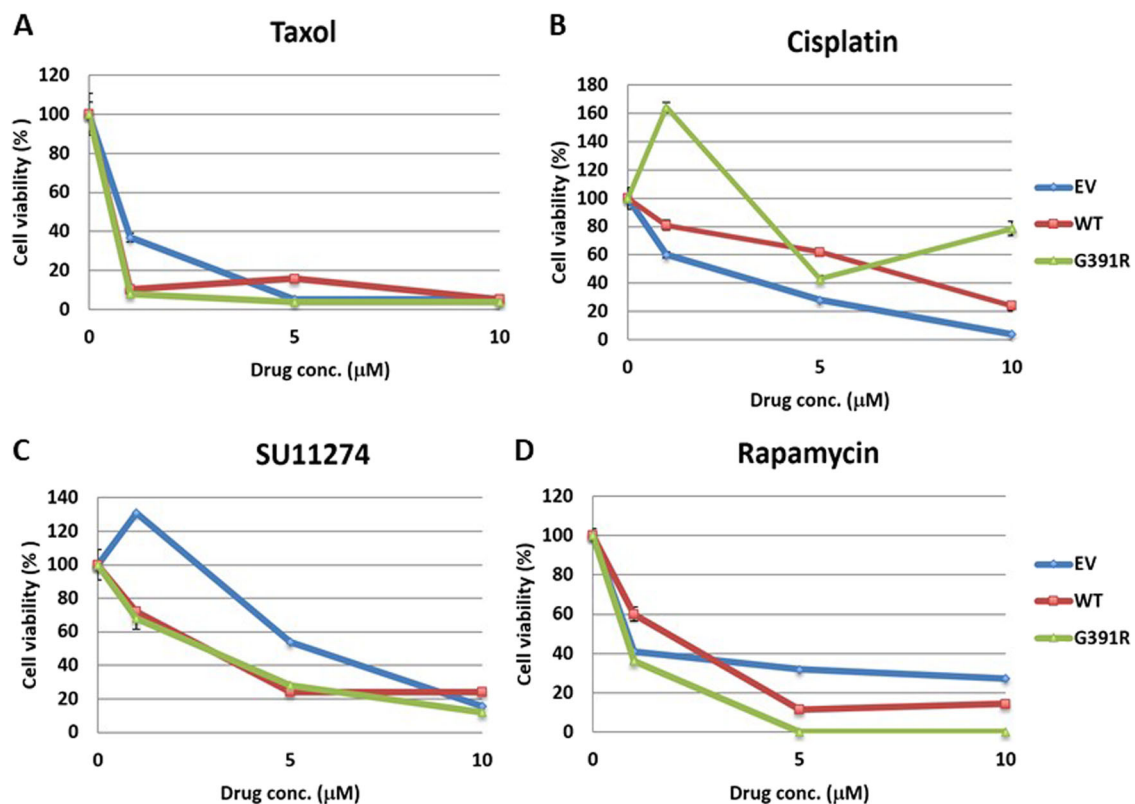 A
Taxol
Cell viability (% )
120
100
80
60
40
20
0
0
5
10
Drug conc. (μM)
B
Cisplatin
Cell viability (%)
180
160
140
120
100
80
60
40
20
0
0
5
10
Drug conc. (μM)
EV
WT
G391R
C
SU11274
Cell viability (% )
140
120
100
80
60
40
20
0
0
5
10
Drug conc. (μM)
D
Rapamycin
Cell viability (%)
120
100
80
60
40
20
0
0
5
10
Drug conc. (μM)
EV
WT
G391R